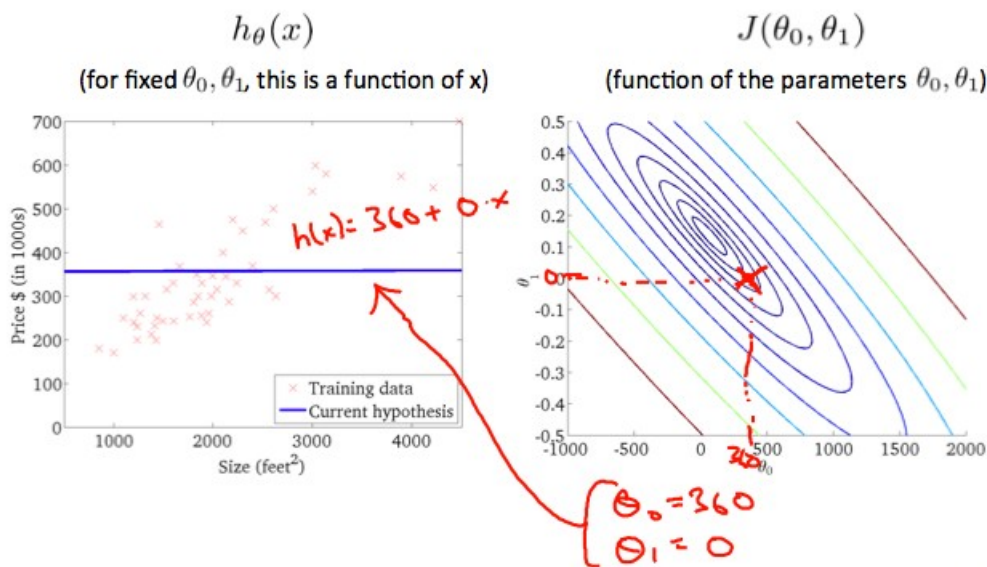 hθ(x)
(for fixed θ₀, θ₁, this is a function of x)
700
600
500
400
300
200
100
0
Price $ (in 1000s)
1000
2000
3000
4000
Size (feet²)
Training data
Current hypothesis
h(x) = 360 + 0·x
J(θ₀, θ₁)
(function of the parameters θ₀, θ₁)
0.5
0.4
0.3
0.2
0.1
0
-0.1
-0.2
-0.3
-0.4
-0.5
θ₁
0
-1000
-500
0
500
1000
1500
2000
360
θ₀
θ₀ = 360
θ₁ = 0